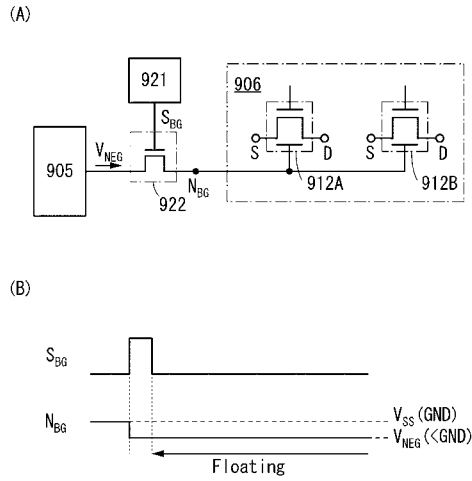 (A)
921
906
S_BG
V_NEG
905
S
D
S
D
N_BG
912A
912B
922
(B)
S_BG
N_BG
V_SS(GND)
V_NEG(<GND)
Floating